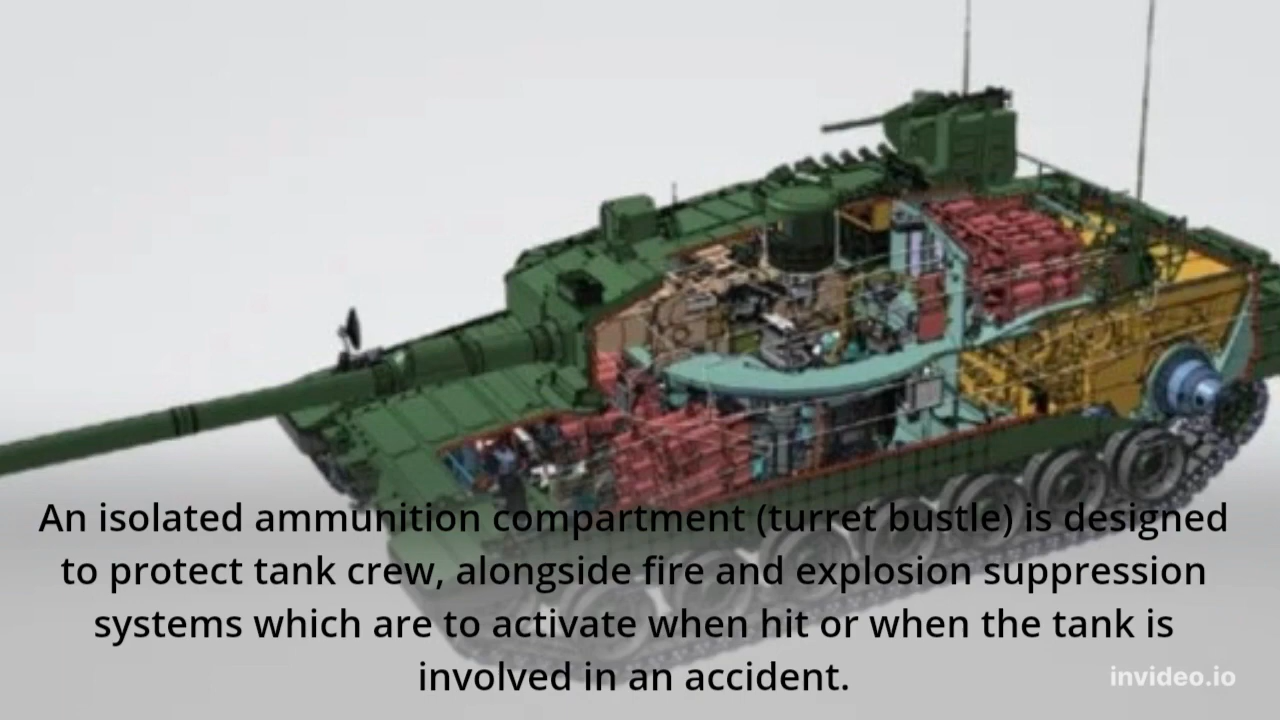 An isolated ammunition compartment (turret bustle) is designed
to protect tank crew, alongside fire and explosion suppression
systems which are to activate when hit or when the tank is
involved in an accident.
invideo.io